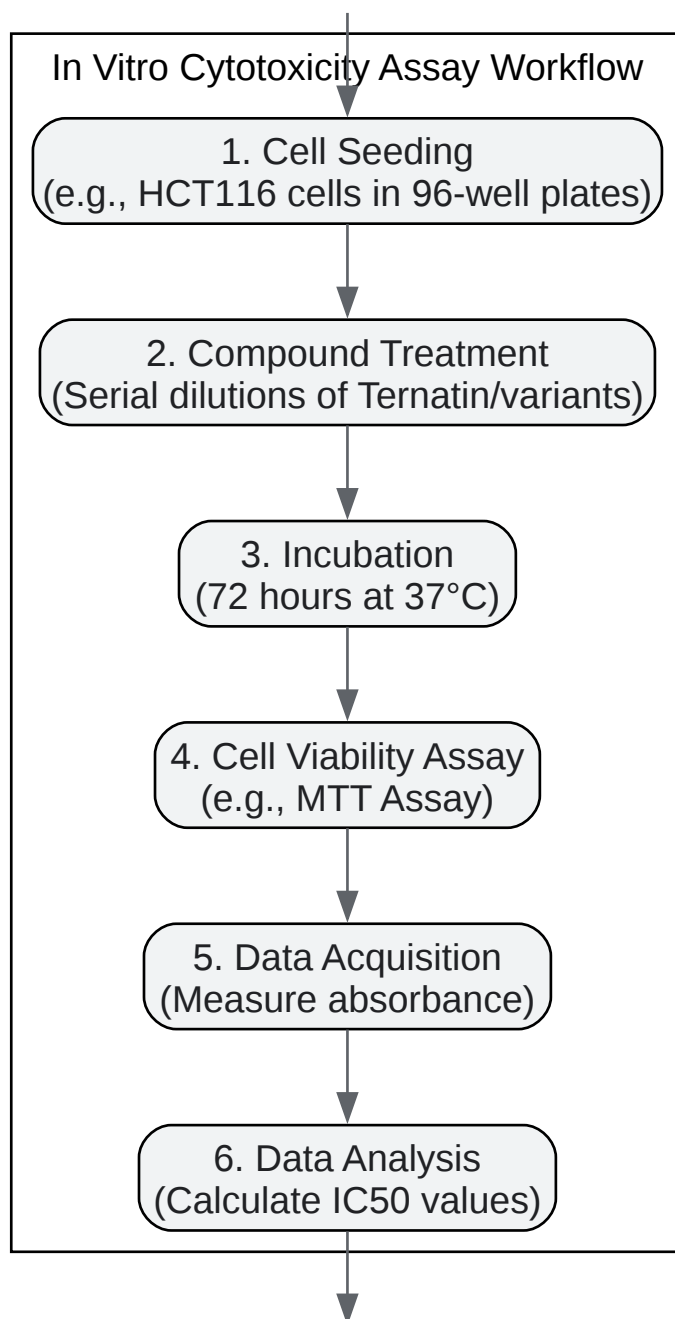 In Vitro Cytotoxicity Assay Workflow
1. Cell Seeding
(e.g., HCT116 cells in 96-well plates)
2. Compound Treatment
(Serial dilutions of Ternatin/variants)
3. Incubation
(72 hours at 37°C)
4. Cell Viability Assay
(e.g., MTT Assay)
5. Data Acquisition
(Measure absorbance)
6. Data Analysis
(Calculate IC50 values)